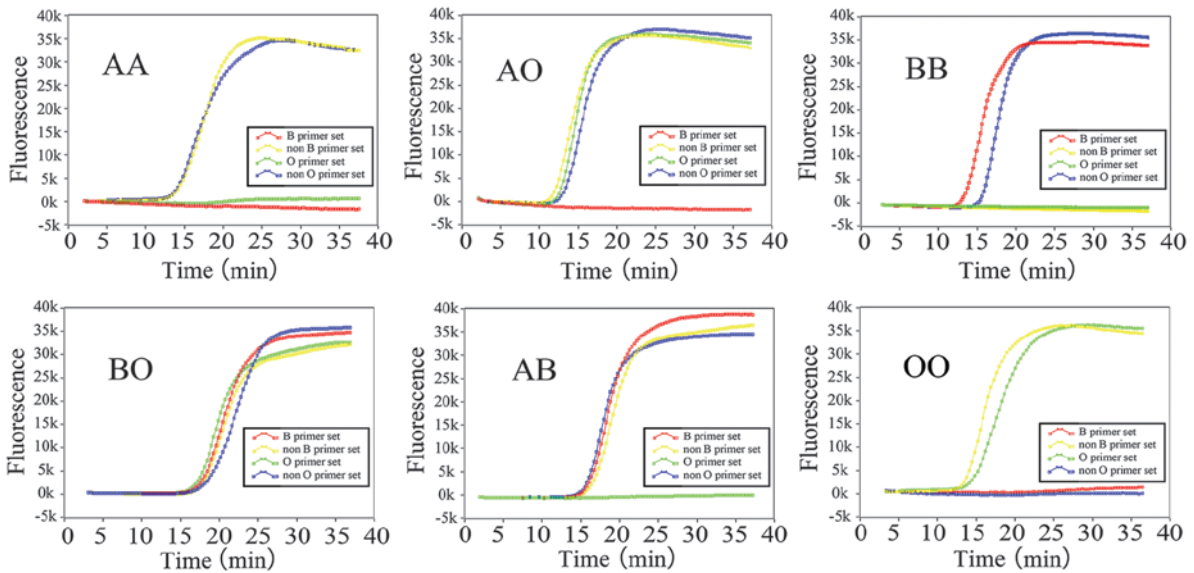 AA
Fluorescence
40k
35k
30k
25k
20k
15k
10k
5k
0k
-5k
B primer set
non B primer set
O primer set
non O primer set
0 5 10 15 20 25 30 35 40
Time (min)
AO
Fluorescence
40k
35k
30k
25k
20k
15k
10k
5k
0k
-5k
B primer set
non B primer set
O primer set
non O primer set
0 5 10 15 20 25 30 35 40
Time (min)
BB
Fluorescence
40k
35k
30k
25k
20k
15k
10k
5k
0k
-5k
B primer set
non B primer set
O primer set
non O primer set
0 5 10 15 20 25 30 35 40
Time (min)
BO
Fluorescence
40k
35k
30k
25k
20k
15k
10k
5k
0k
-5k
B primer set
non B primer set
O primer set
non O primer set
0 5 10 15 20 25 30 35 40
Time (min)
AB
Fluorescence
40k
35k
30k
25k
20k
15k
10k
5k
0k
-5k
B primer set
non B primer set
O primer set
non O primer set
0 5 10 15 20 25 30 35 40
Time (min)
OO
Fluorescence
40k
35k
30k
25k
20k
15k
10k
5k
0k
-5k
B primer set
non B primer set
O primer set
non O primer set
0 5 10 15 20 25 30 35 40
Time (min)